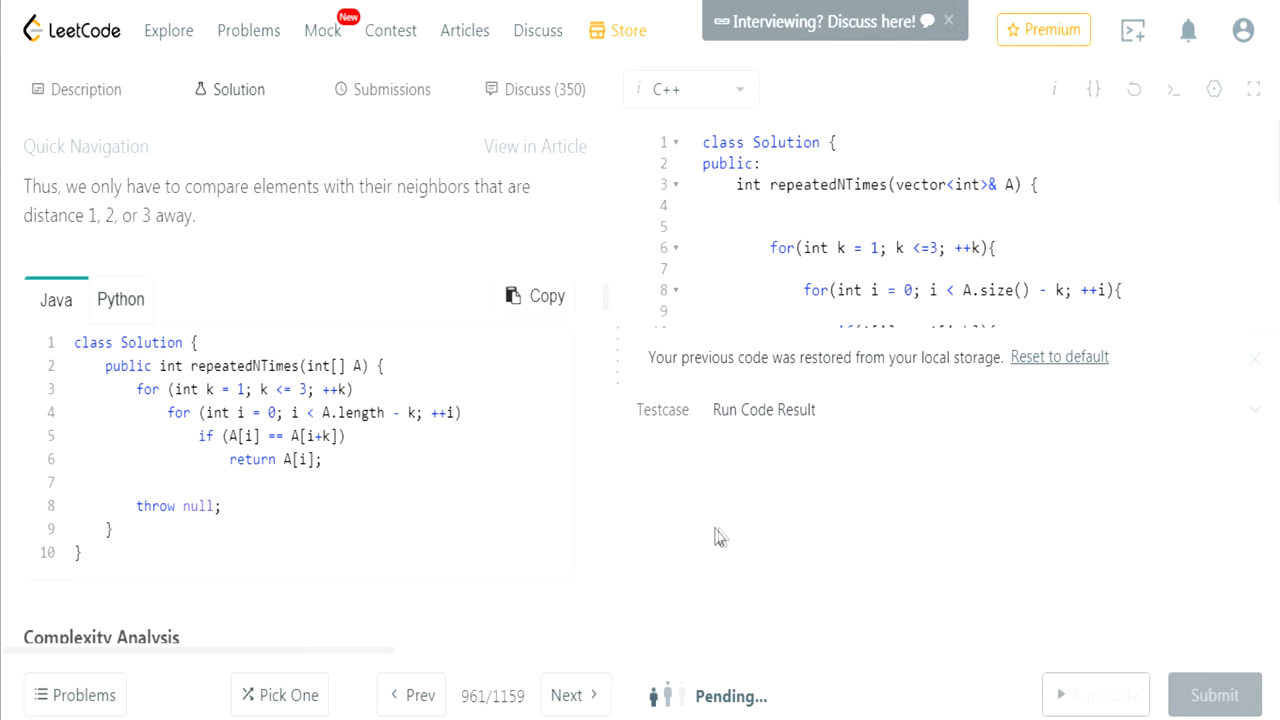 LeetCode Explore Problems Mock New Contest Articles Discuss Store Interviewing? Discuss here! Premium
Description Solution Submissions Discuss (350) i C++
Quick Navigation View in Article
Thus, we only have to compare elements with their neighbors that are
distance 1, 2, or 3 away.
Java Python Copy
1 class Solution {
2 public int repeatedNTimes(int[] A) {
3 for (int k = 1; k <= 3; ++k)
4 for (int i = 0; i < A.length - k; ++i)
5 if (A[i] == A[i+k])
6 return A[i];
7
8 throw null;
9 }
10 }
Complexity Analysis
1 class Solution {
2 public:
3 int repeatedNTimes(vector<int>& A) {
4
5
6 for(int k = 1; k <=3; ++k){
7
8 for(int i = 0; i < A.size() - k; ++i){
9
Your previous code was restored from your local storage. Reset to default
Testcase Run Code Result
Problems Pick One Prev 961/1159 Next Pending... Run Code Submit